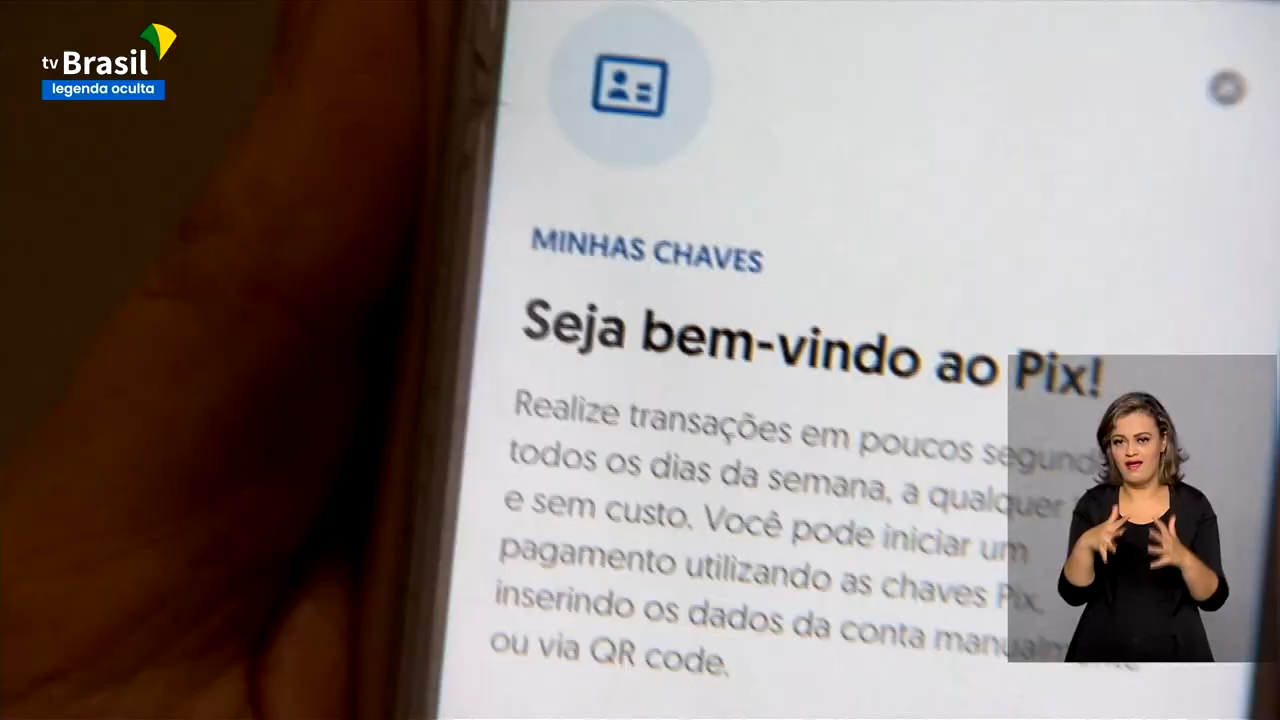 tv Brasil
legenda oculta
MINHAS CHAVES
Seja bem-vindo ao Pix!
Realize transações em poucos segund
todos os dias da semana, a qualquer
e sem custo. Você pode iniciar um
pagamento utilizando as chaves Pix,
inserindo os dados da conta manualmente
ou via QR code.